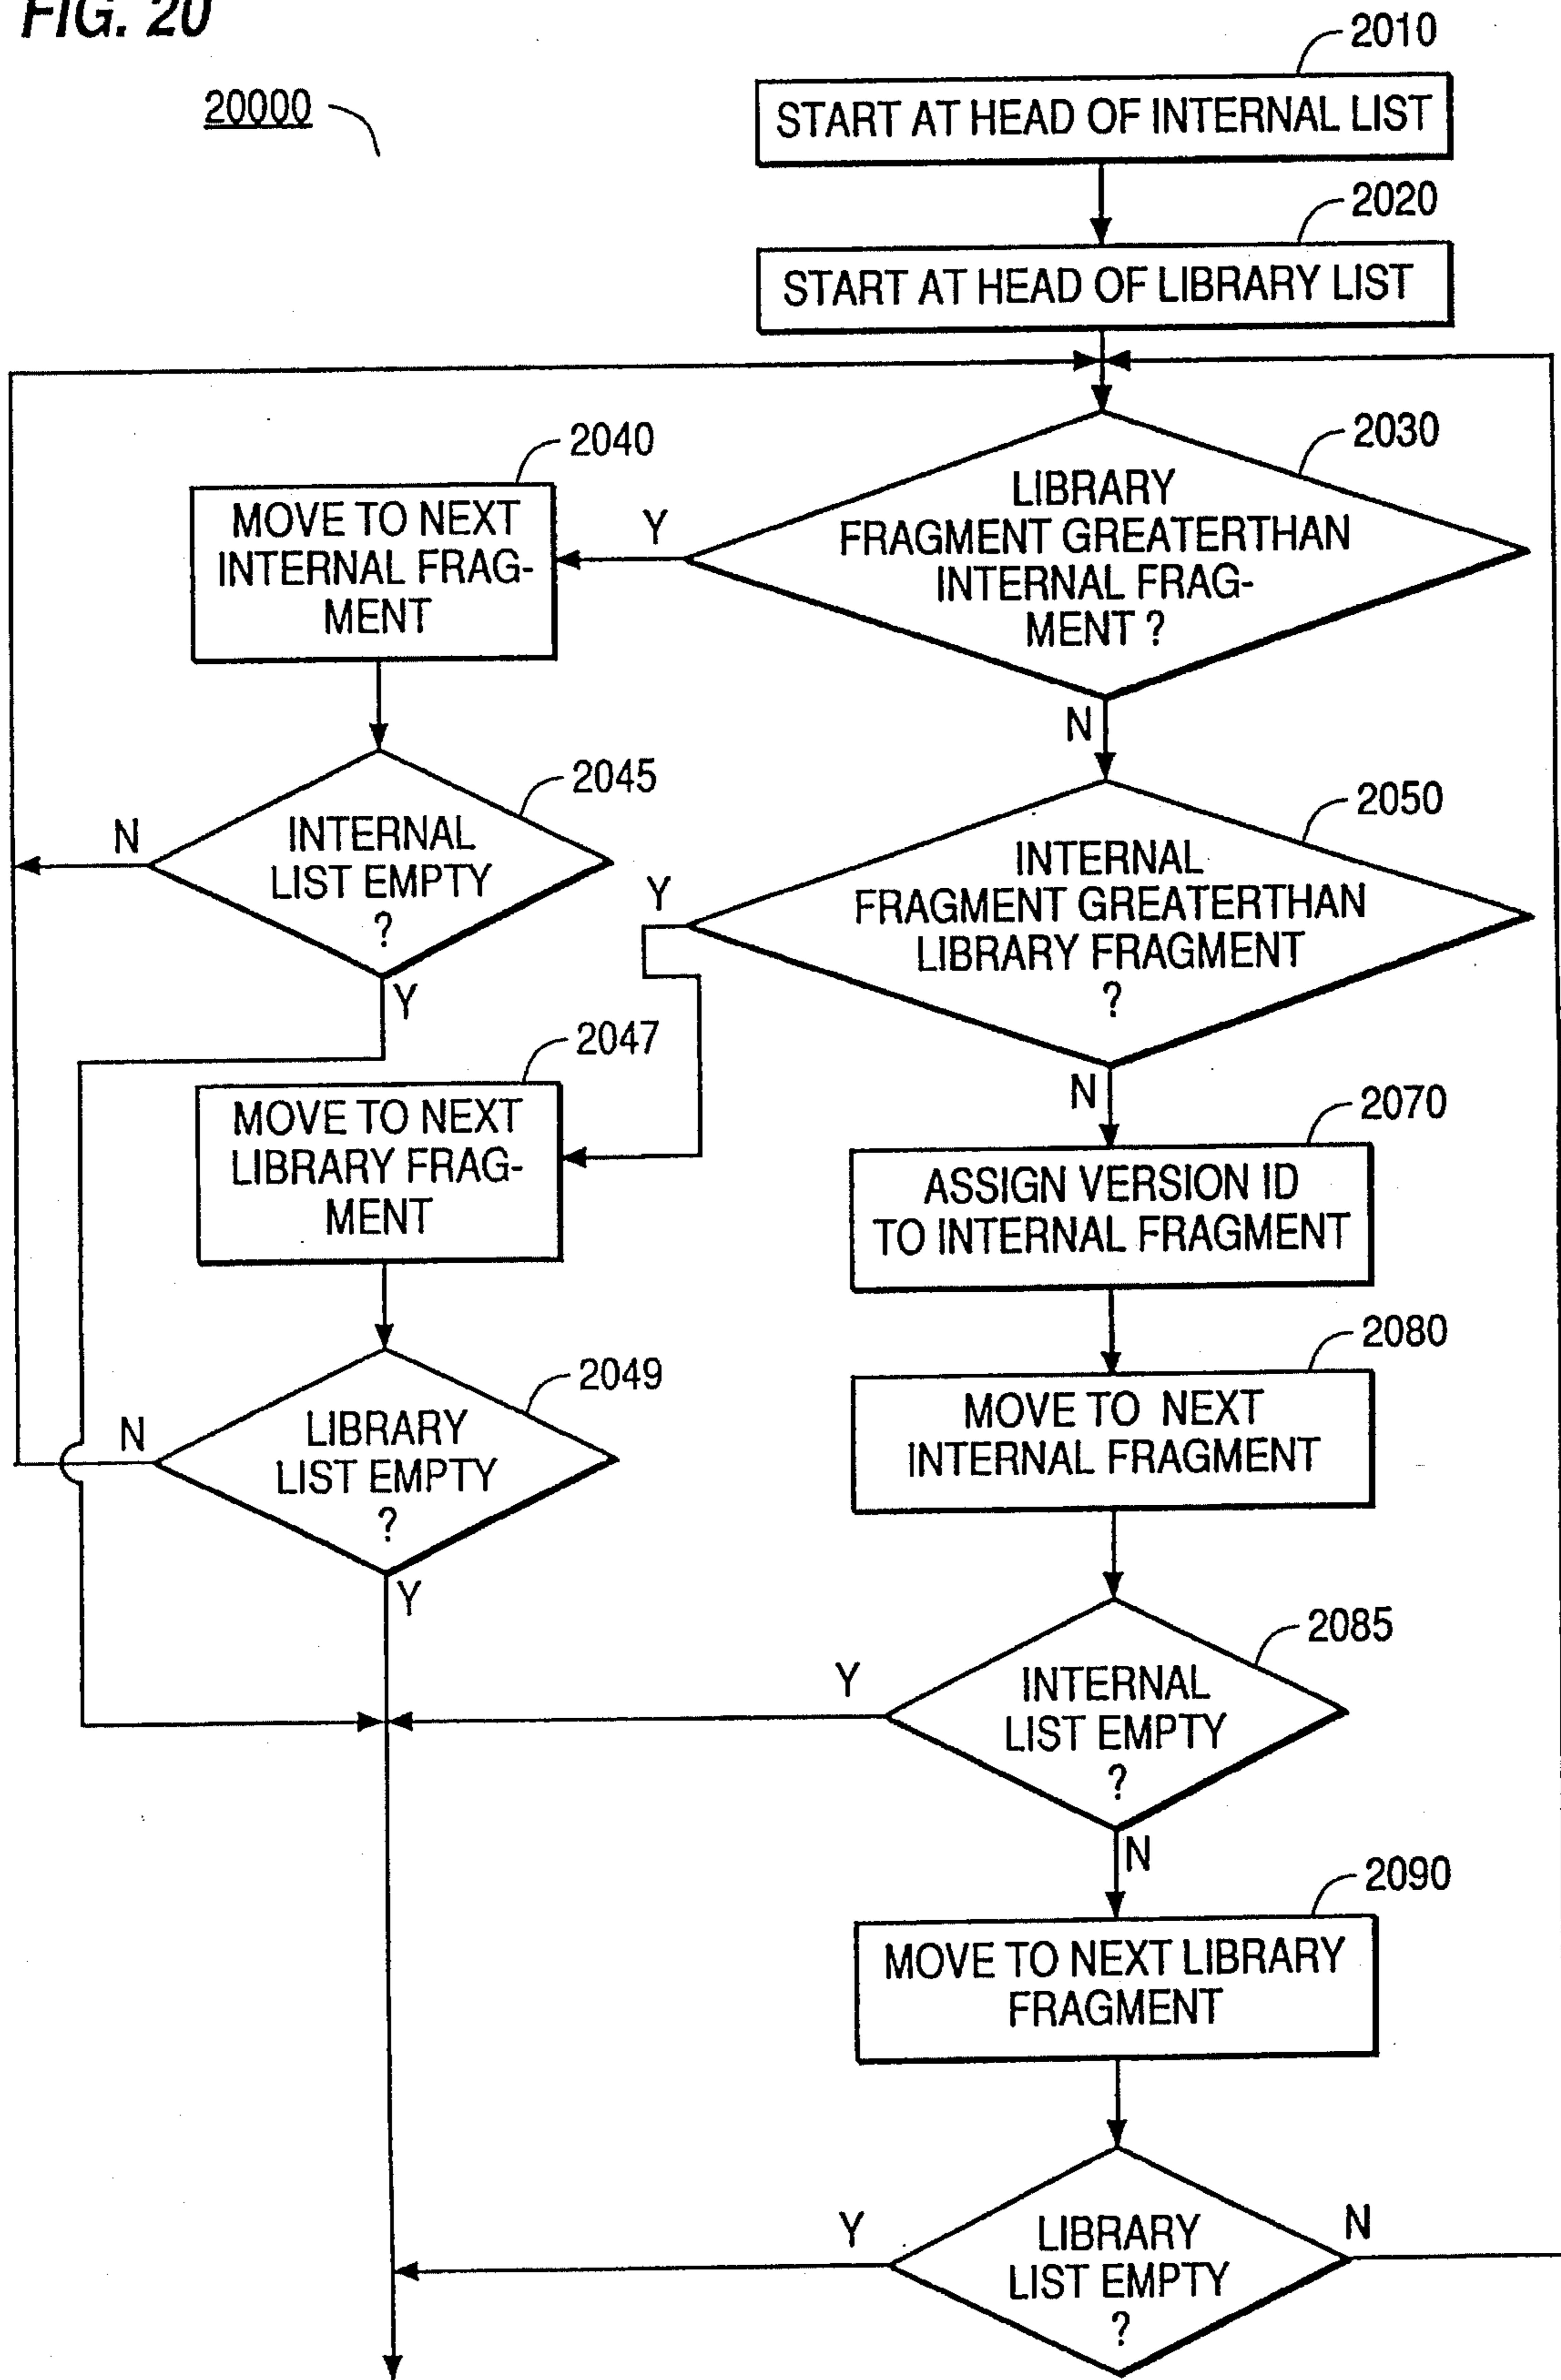 FIG. 20
20000
2010
START AT HEAD OF INTERNAL LIST
2020
START AT HEAD OF LIBRARY LIST
2030
LIBRARY
FRAGMENT GREATERTHAN
INTERNAL FRAG-
MENT ?
Y
N
2040
MOVE TO NEXT
INTERNAL FRAG-
MENT
2045
INTERNAL
LIST EMPTY
?
N
Y
2050
INTERNAL
FRAGMENT GREATERTHAN
LIBRARY FRAGMENT
?
Y
N
2047
MOVE TO NEXT
LIBRARY FRAG-
MENT
2049
LIBRARY
LIST EMPTY
?
N
Y
2070
ASSIGN VERSION ID
TO INTERNAL FRAGMENT
2080
MOVE TO NEXT
INTERNAL FRAGMENT
2085
INTERNAL
LIST EMPTY
?
Y
N
2090
MOVE TO NEXT LIBRARY
FRAGMENT
LIBRARY
LIST EMPTY
?
Y
N